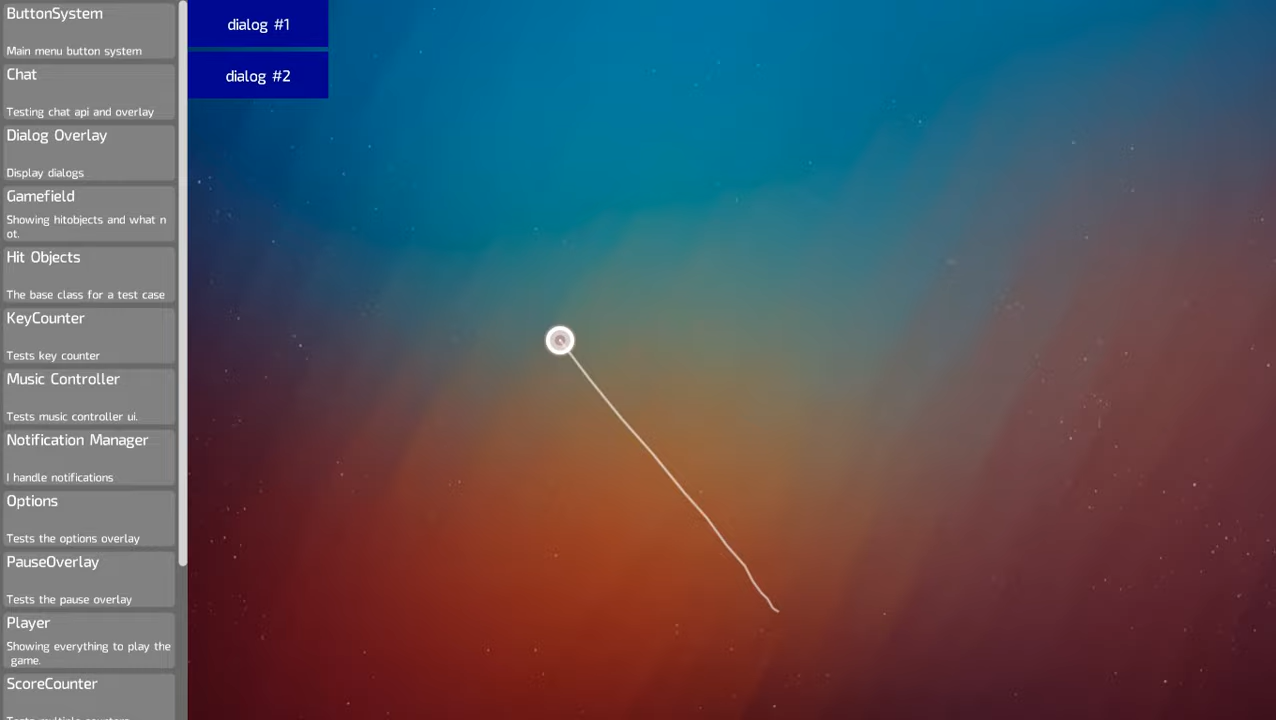 ButtonSystem
Main menu button system
Chat
Testing chat api and overlay
Dialog Overlay
Display dialogs
Gamefield
Showing hitobjects and what n
ot.
Hit Objects
The base class for a test case
KeyCounter
Tests key counter
Music Controller
Tests music controller ui.
Notification Manager
I handle notifications
Options
Tests the options overlay
PauseOverlay
Tests the pause overlay
Player
Showing everything to play the
game.
ScoreCounter
Tests multiple counters
dialog #1
dialog #2